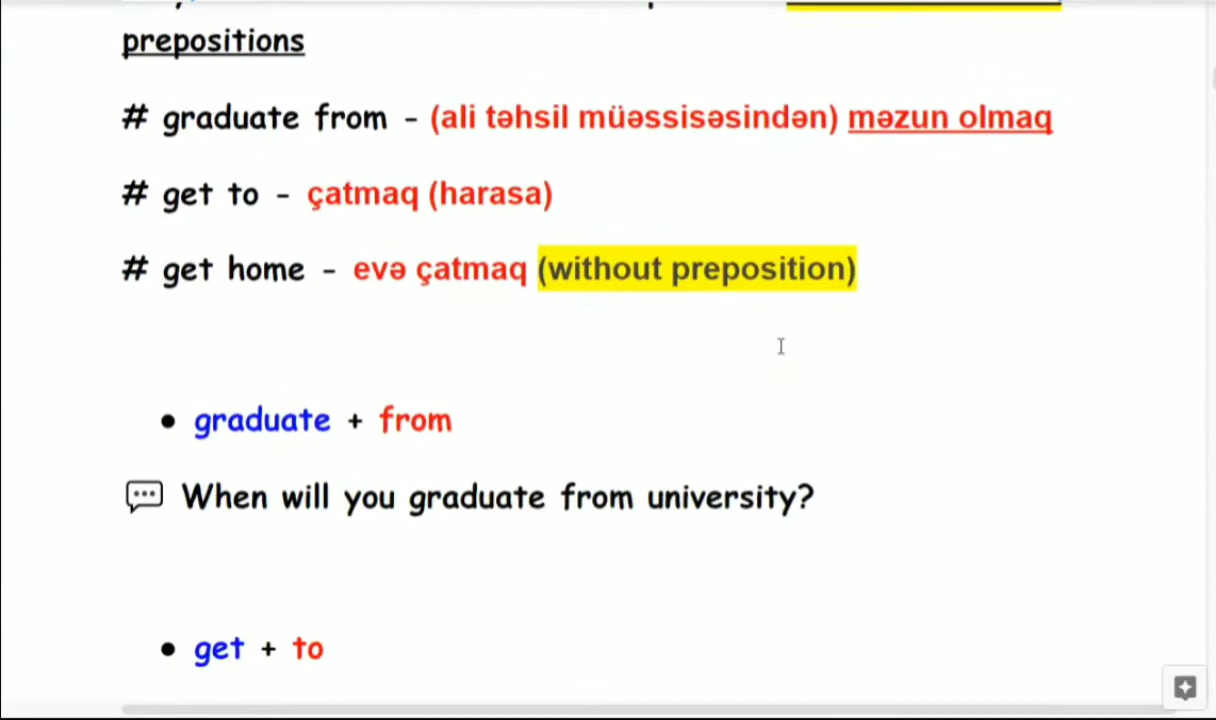 prepositions
# graduate from - (ali təhsil müəssisəsindən) məzun olmaq
# get to - çatmaq (harasa)
# get home - evə çatmaq (without preposition)
● graduate + from
When will you graduate from university?
● get + to